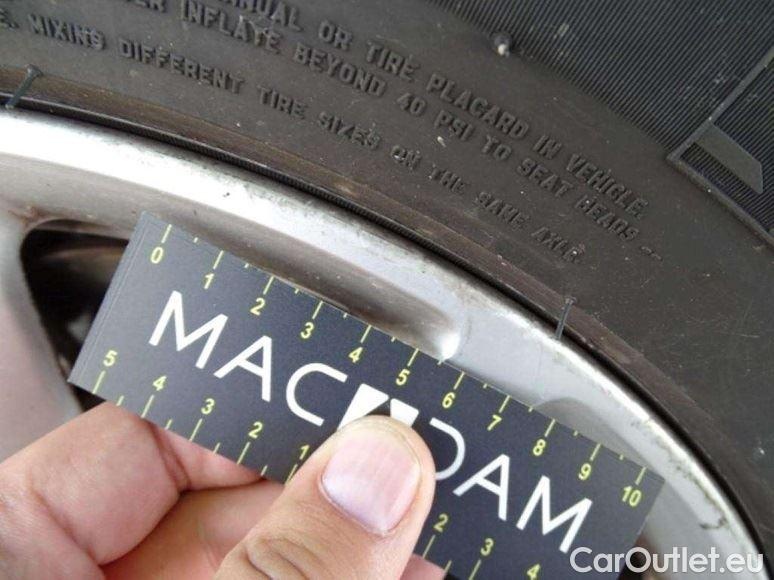 MANUAL OR TIRE PLACARD IN VEHICLE.
INFLATE BEYOND 40 PSI TO SEAT BEADS --
MIXING DIFFERENT TIRE SIZES ON THE SAME AXLE
0 1 2 3 4 5 6 7 8 9 10
MACADAM
5 4 3 2 1 2 3 4
CarOutlet.eu